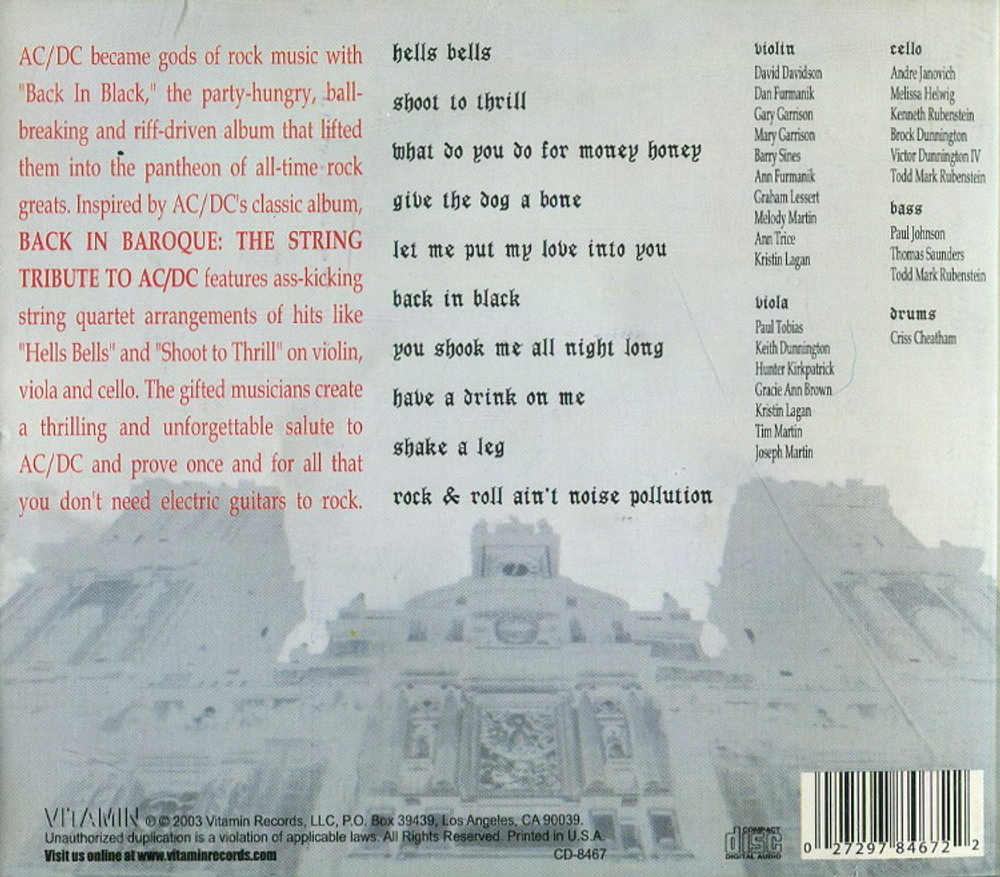 AC/DC became gods of rock music with
"Back In Black," the party-hungry, ball-
breaking and riff-driven album that lifted
them into the pantheon of all-time rock
greats. Inspired by AC/DC's classic album,
BACK IN BAROQUE: THE STRING
TRIBUTE TO AC/DC features ass-kicking
string quartet arrangements of hits like
"Hells Bells" and "Shoot to Thrill" on violin,
viola and cello. The gifted musicians create
a thrilling and unforgettable salute to
AC/DC and prove once and for all that
you don't need electric guitars to rock.
hells bells
shoot to thrill
what do you do for money honey
give the dog a bone
let me put my love into you
back in black
you shook me all night long
have a drink on me
shake a leg
rock & roll ain't noise pollution
violin
David Davidson
Dan Furmanik
Gary Garrison
Mary Garrison
Barry Sines
Ann Furmanik
Graham Lessert
Melody Martin
Ann Trice
Kristin Lagan
viola
Paul Tobias
Keith Dunnington
Hunter Kirkpatrick
Gracie Ann Brown
Kristin Lagan
Tim Martin
Joseph Martin
cello
Andre Janovich
Melissa Helwig
Kenneth Rubenstein
Brock Dunnington
Victor Dunnington IV
Todd Mark Rubenstein
bass
Paul Johnson
Thomas Saunders
Todd Mark Rubenstein
drums
Criss Cheatham
VITAMIN ℗ © 2003 Vitamin Records, LLC, P.O. Box 39439, Los Angeles, CA 90039.
Unauthorized duplication is a violation of applicable laws. All Rights Reserved. Printed in U.S.A.
Visit us online at www.vitaminrecords.com
CD-8467
COMPACT
disc
DIGITAL AUDIO
0 27297 84672 2